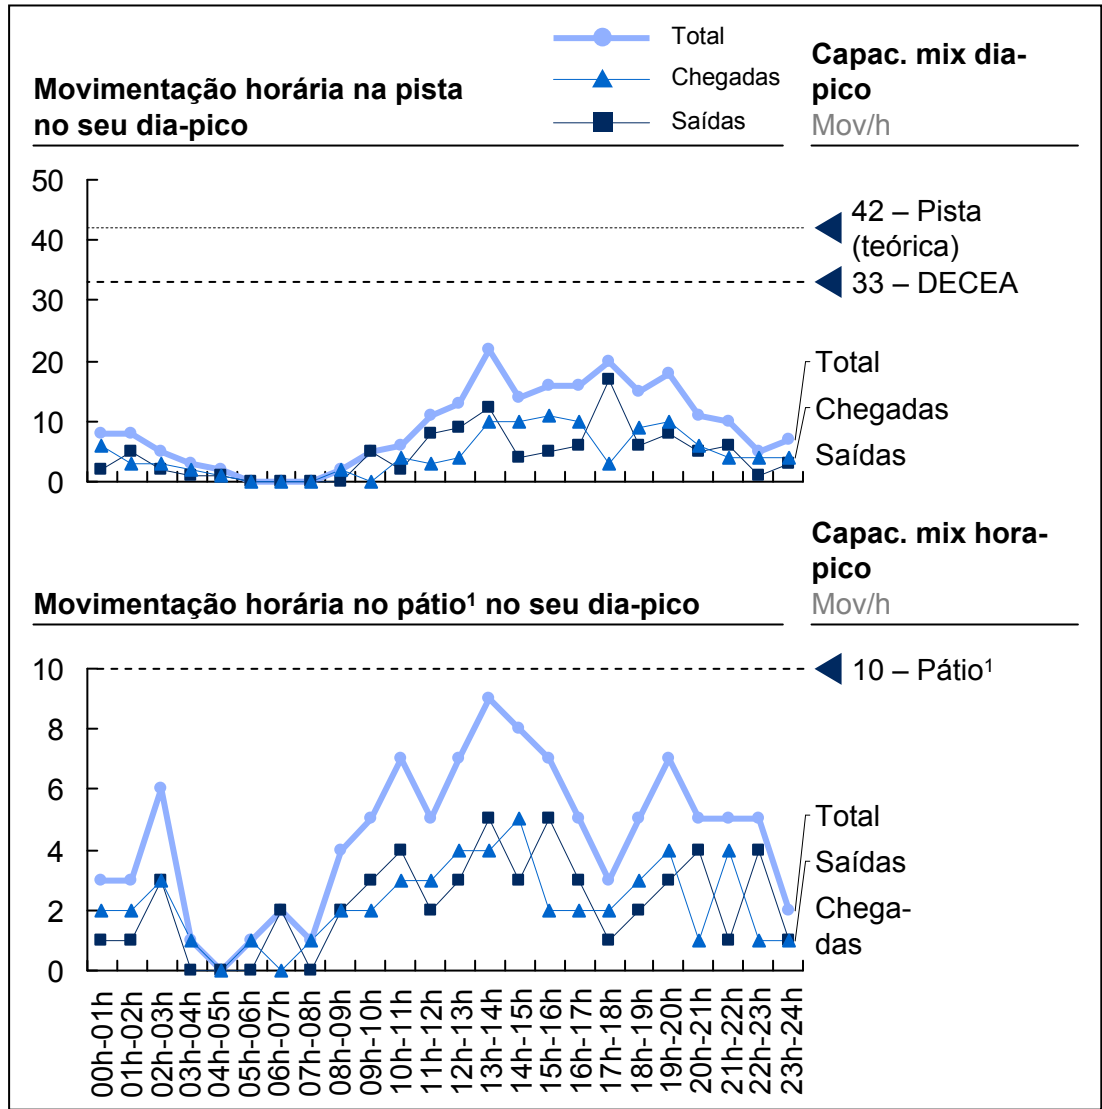 Total
Chegadas
Saídas
Movimentação horária na pista
no seu dia-pico
Capac. mix dia-
pico
Mov/h
50
40
30
20
10
0
42 – Pista
(teórica)
33 – DECEA
Total
Chegadas
Saídas
Capac. mix hora-
pico
Mov/h
Movimentação horária no pátio¹ no seu dia-pico
10
8
6
4
2
0
10 – Pátio¹
Total
Saídas
Chega-
das
00h-01h
01h-02h
02h-03h
03h-04h
04h-05h
05h-06h
06h-07h
07h-08h
08h-09h
09h-10h
10h-11h
11h-12h
12h-13h
13h-14h
14h-15h
15h-16h
16h-17h
17h-18h
18h-19h
19h-20h
20h-21h
21h-22h
22h-23h
23h-24h